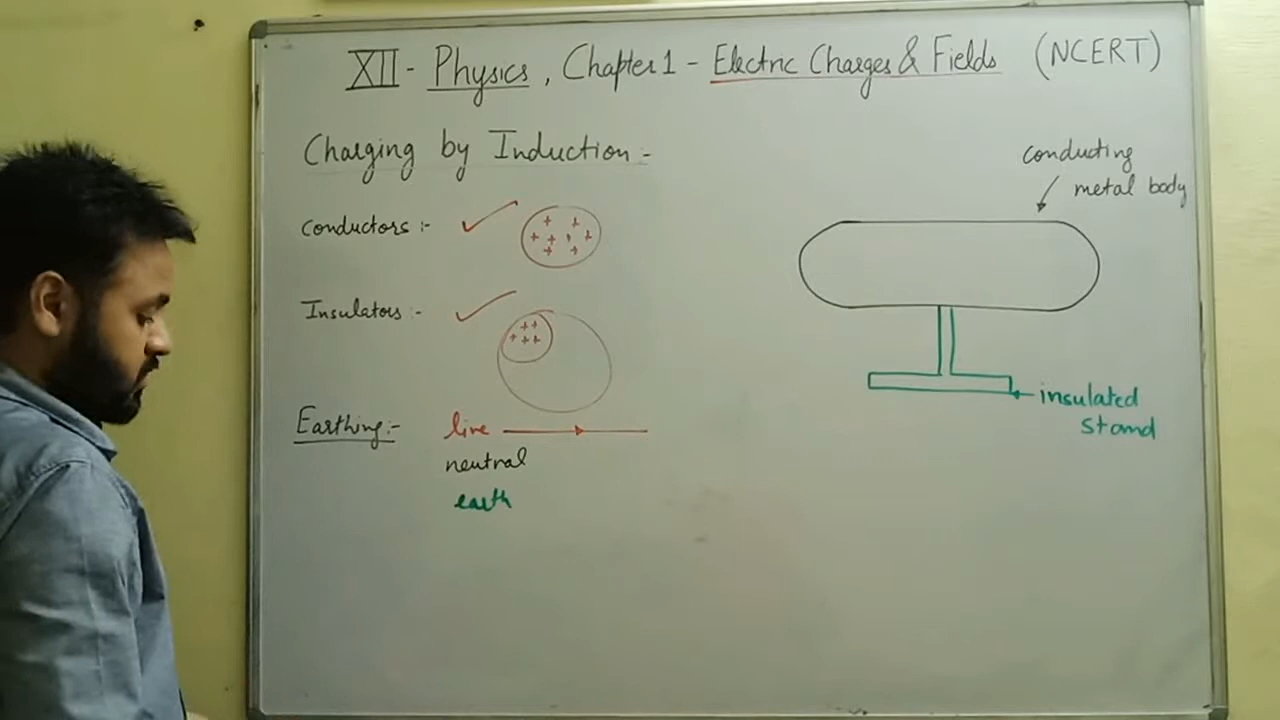 XII - Physics, Chapter 1 - Electric Charges & Fields (NCERT)
Charging by Induction :-
Conductors :-
+ + + + + + + +
Insulators :-
+ + + + +
Earthing :-
live
neutral
earth
conducting
metal body
insulated
stand